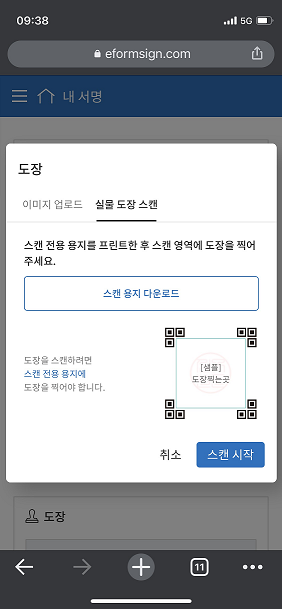 09:38
5G
eformsign.com
내 서명
도장
이미지 업로드
실물 도장 스캔
스캔 전용 용지를 프린트한 후 스캔 영역에 도장을 찍어
주세요.
스캔 용지 다운로드
도장을 스캔하려면
스캔 전용 용지에
도장을 찍어야 합니다.
[샘플]
도장찍는곳
취소
스캔 시작
도장
11